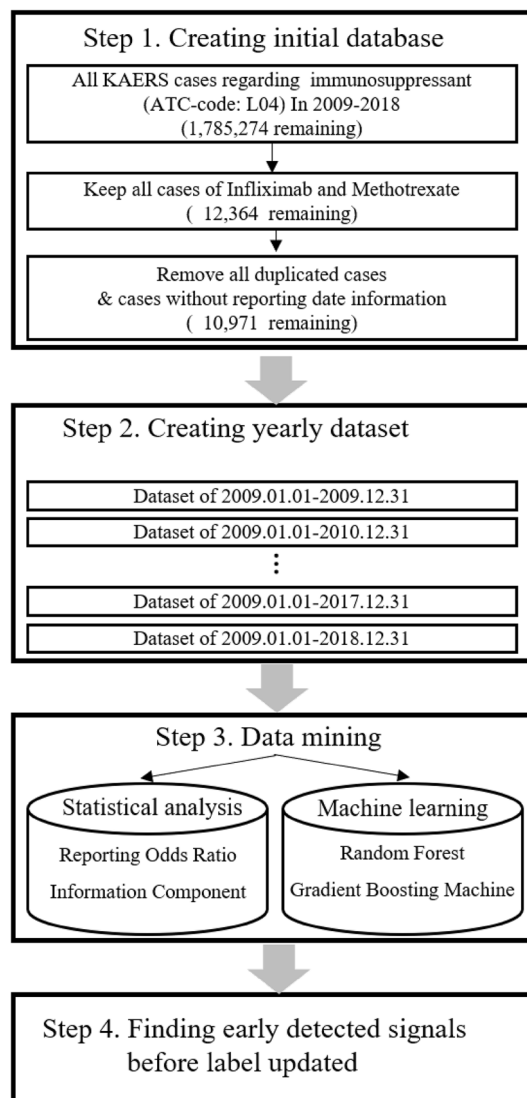 Step 1. Creating initial database
All KAERS cases regarding immunosuppressant
(ATC-code: L04) In 2009-2018
(1,785,274 remaining)
Keep all cases of Infliximab and Methotrexate
( 12,364 remaining)
Remove all duplicated cases
& cases without reporting date information
( 10,971 remaining)
Step 2. Creating yearly dataset
Dataset of 2009.01.01-2009.12.31
Dataset of 2009.01.01-2010.12.31
⋮
Dataset of 2009.01.01-2017.12.31
Dataset of 2009.01.01-2018.12.31
Step 3. Data mining
Statistical analysis
Reporting Odds Ratio
Information Component
Machine learning
Random Forest
Gradient Boosting Machine
Step 4. Finding early detected signals
before label updated